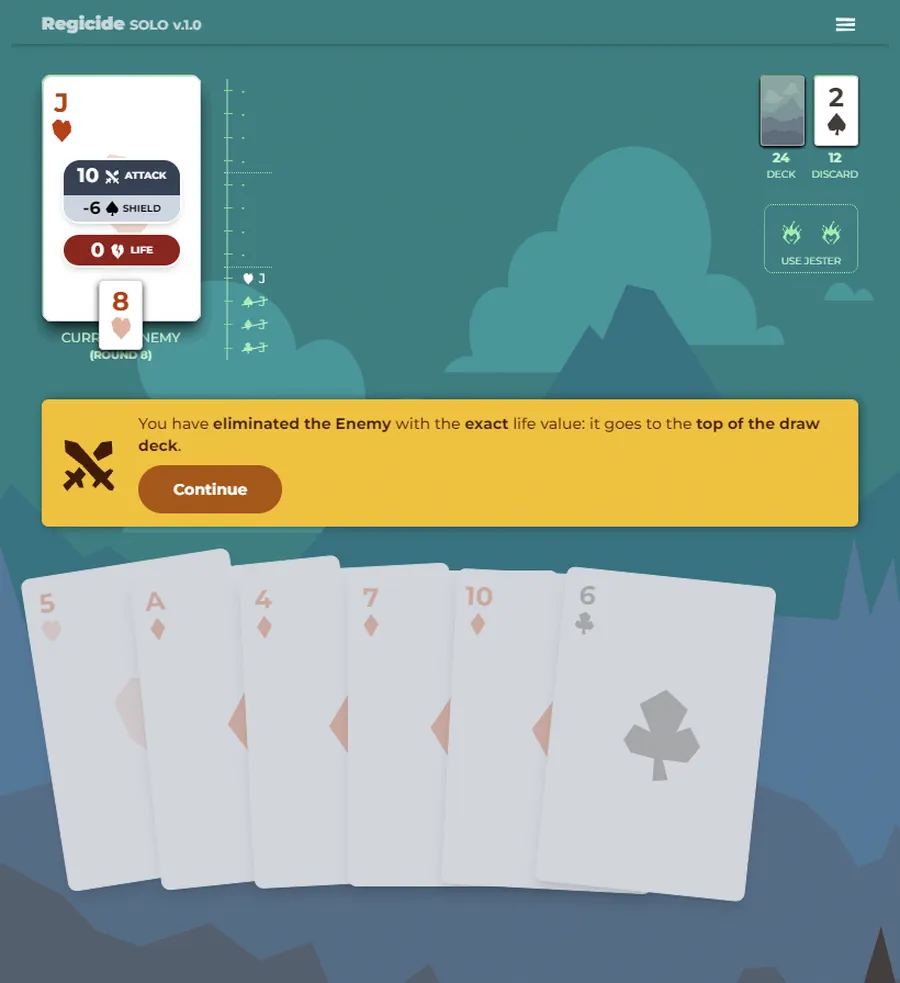 Regicide SOLO v.1.0
J
10 ATTACK
-6 SHIELD
0 LIFE
8
CURR ENEMY
(ROUND 8)
J
J
J
J
2
24
DECK
12
DISCARD
USE JESTER
You have eliminated the Enemy with the exact life value: it goes to the top of the draw
deck.
Continue
5
A
4
7
10
6